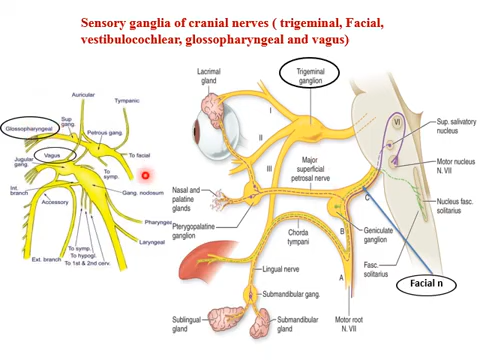 Sensory ganglia of cranial nerves ( trigeminal, Facial,
vestibulocochlear, glossopharyngeal and vagus)
Auricular
Tympanic
Sup
gang.
Petrous gang.
Glossopharyngeal
Vagus
To facial
To
symp.
Jugular gang.
Gang. nodosum
Int.
branch
Accessory
Pharyngeal
Laryngeal
To symp.
To hypogl.
To 1st & 2nd cerv.
Ext. branch
Lacrimal
gland
Trigeminal
ganglion
I
II
III
VI
Sup. salivatory
nucleus
Motor nucleus
N. VII
Major
superficial
petrosal nerve
Nasal and
palatine
glands
C
Nucleus fasc.
solitarius
Pterygopalatine
ganglion
Chorda
tympani
B
Geniculate
ganglion
Fasc.
solitarius
Lingual nerve
A
Facial n
Submandibular gang.
Sublingual
gland
Submandibular
gland
Motor root
N. VII